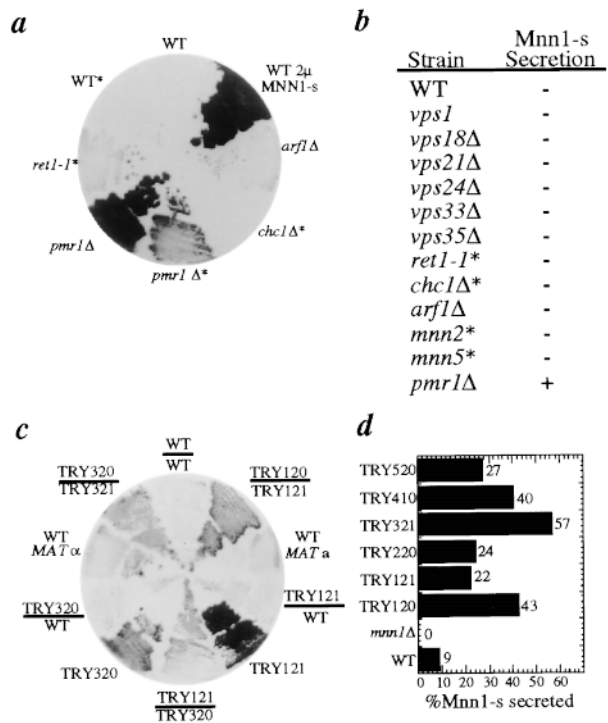 a
WT
WT 2μ
MNN1-s
arf1Δ
chc1Δ*
pmr1 Δ*
pmr1Δ
ret1-1*
WT*
b
Strain Mnn1-s Secretion
WT -
vps1 -
vps18Δ -
vps21Δ -
vps24Δ -
vps33Δ -
vps35Δ -
ret1-1* -
chc1Δ* -
arf1Δ -
mnn2* -
mnn5* -
pmr1Δ +
c
WT
WT
TRY120
TRY121
WT
MAT a
TRY121
WT
TRY121
TRY121
TRY320
TRY320
TRY320
WT
WT
MAT α
TRY320
TRY321
d
TRY520 27
TRY410 40
TRY321 57
TRY220 24
TRY121 22
TRY120 43
mnn1Δ 0
WT 9
0 10 20 30 40 50 60
%Mnn1-s secreted